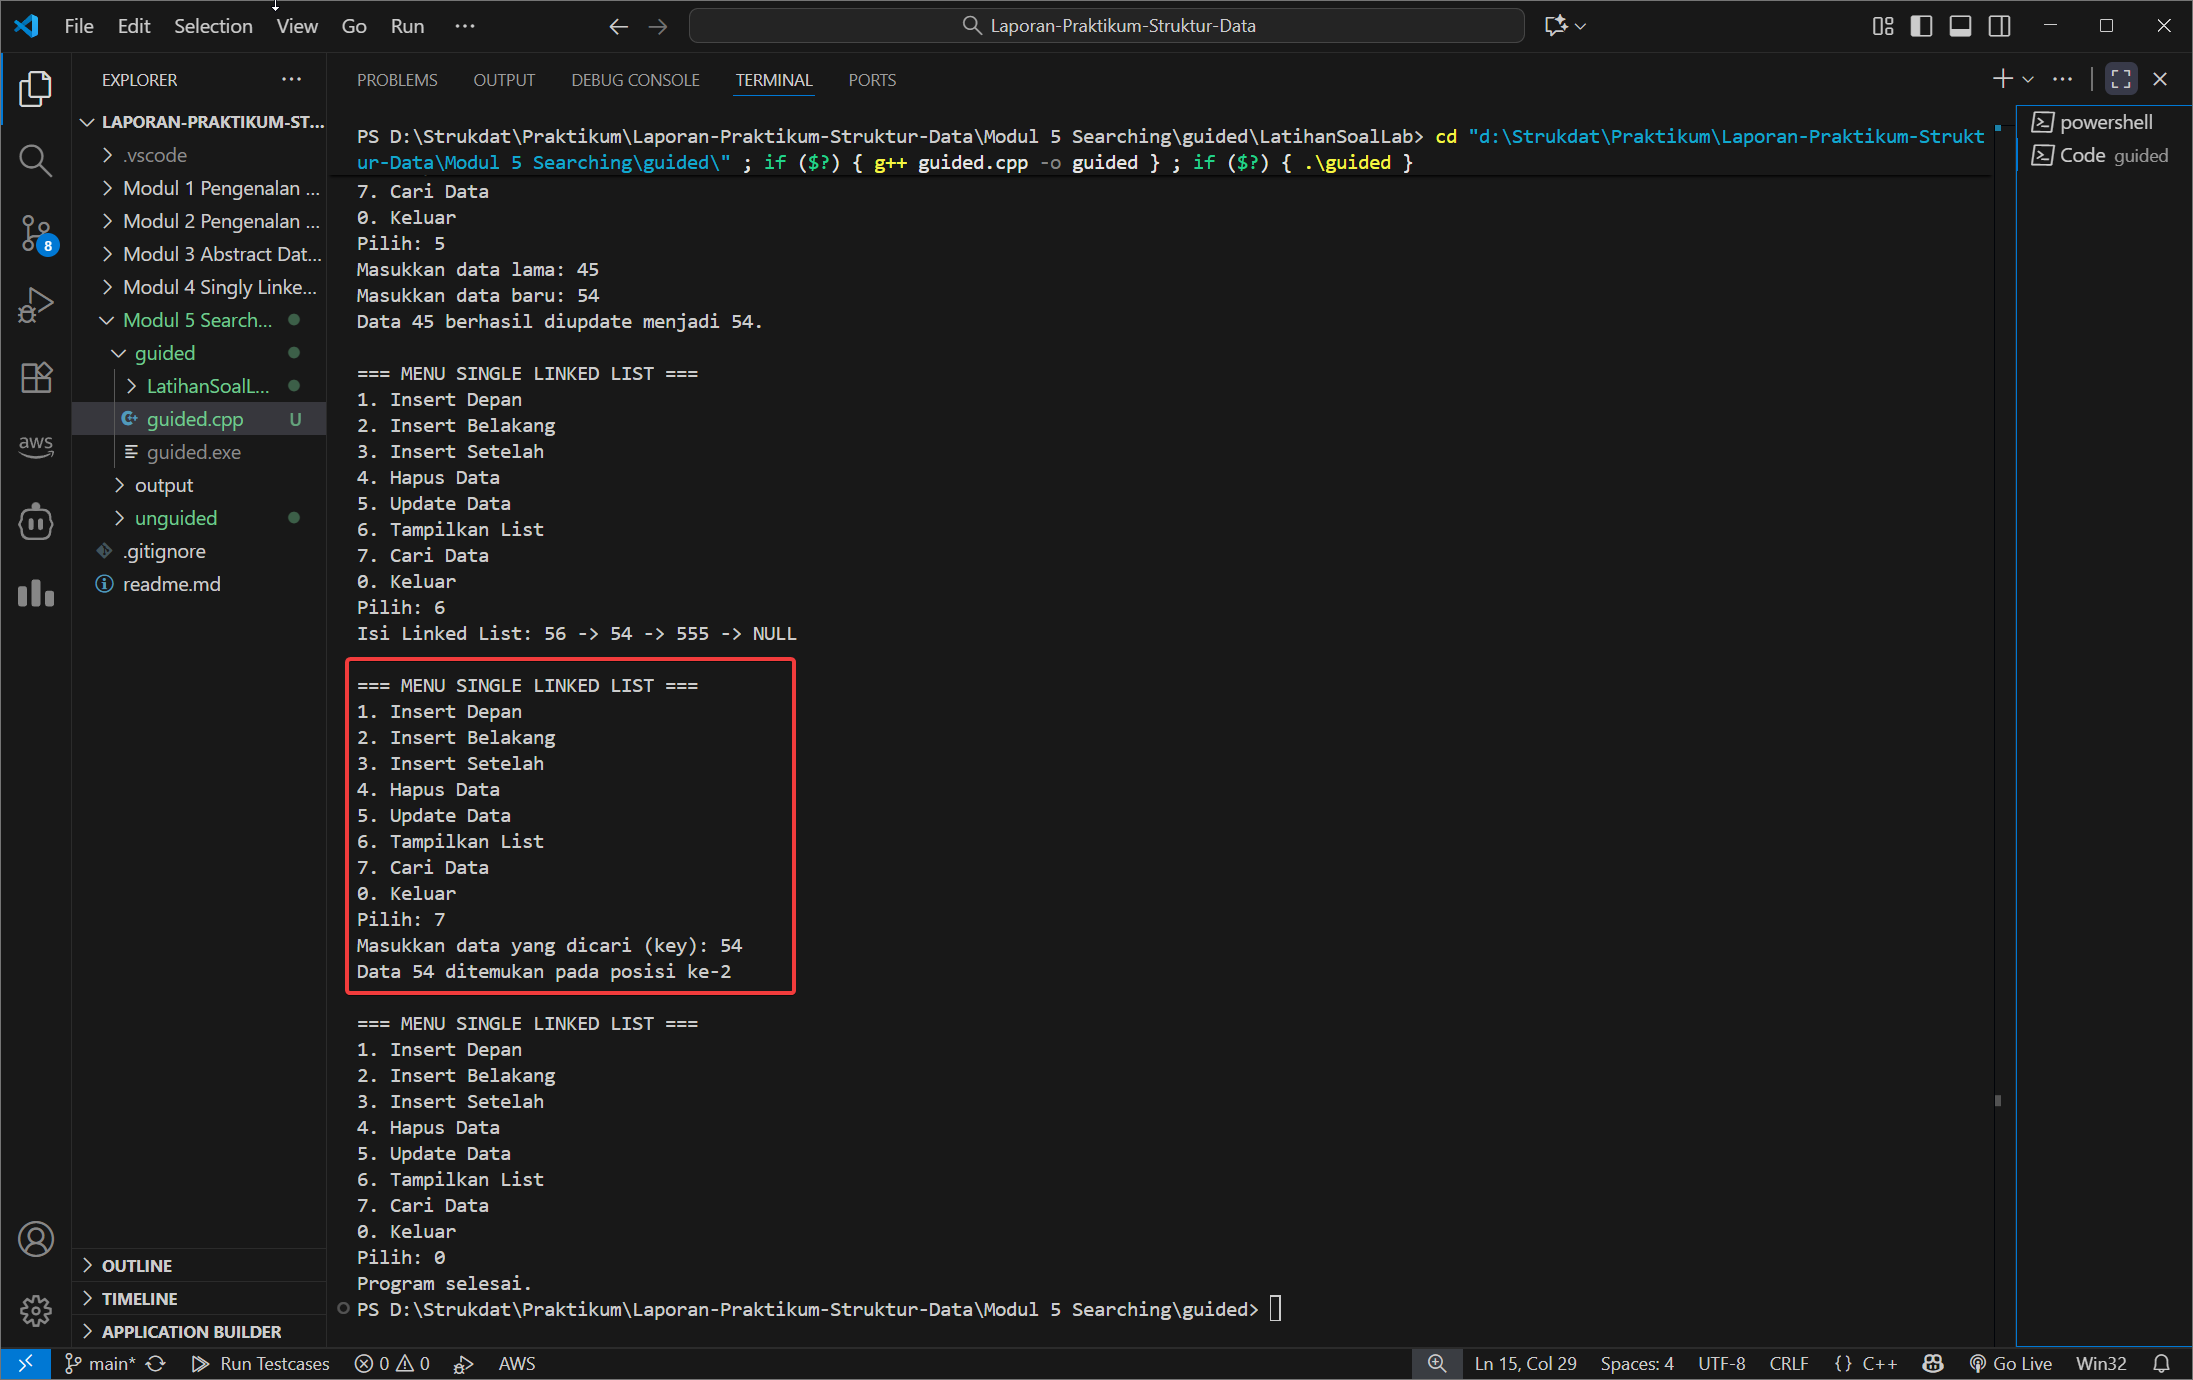 File Edit Selection View Go Run ···
Laporan-Praktikum-Struktur-Data
EXPLORER
LAPORAN-PRAKTIKUM-ST...
.vscode
Modul 1 Pengenalan ...
Modul 2 Pengenalan ...
Modul 3 Abstract Dat...
Modul 4 Singly Linke...
Modul 5 Search...
guided
LatihanSoalL...
guided.cpp U
guided.exe
output
unguided
.gitignore
readme.md
8
aws
OUTLINE
TIMELINE
APPLICATION BUILDER
PROBLEMS OUTPUT DEBUG CONSOLE TERMINAL PORTS
powershell
Code guided
PS D:\Strukdat\Praktikum\Laporan-Praktikum-Struktur-Data\Modul 5 Searching\guided\LatihanSoalLab> cd "d:\Strukdat\Praktikum\Laporan-Praktikum-Strukt
ur-Data\Modul 5 Searching\guided\" ; if ($?) { g++ guided.cpp -o guided } ; if ($?) { .\guided }
7. Cari Data
0. Keluar
Pilih: 5
Masukkan data lama: 45
Masukkan data baru: 54
Data 45 berhasil diupdate menjadi 54.
=== MENU SINGLE LINKED LIST ===
1. Insert Depan
2. Insert Belakang
3. Insert Setelah
4. Hapus Data
5. Update Data
6. Tampilkan List
7. Cari Data
0. Keluar
Pilih: 6
Isi Linked List: 56 -> 54 -> 555 -> NULL
=== MENU SINGLE LINKED LIST ===
1. Insert Depan
2. Insert Belakang
3. Insert Setelah
4. Hapus Data
5. Update Data
6. Tampilkan List
7. Cari Data
0. Keluar
Pilih: 7
Masukkan data yang dicari (key): 54
Data 54 ditemukan pada posisi ke-2
=== MENU SINGLE LINKED LIST ===
1. Insert Depan
2. Insert Belakang
3. Insert Setelah
4. Hapus Data
5. Update Data
6. Tampilkan List
7. Cari Data
0. Keluar
Pilih: 0
Program selesai.
PS D:\Strukdat\Praktikum\Laporan-Praktikum-Struktur-Data\Modul 5 Searching\guided>
main* Run Testcases 0 0 AWS Ln 15, Col 29 Spaces: 4 UTF-8 CRLF {} C++ Go Live Win32